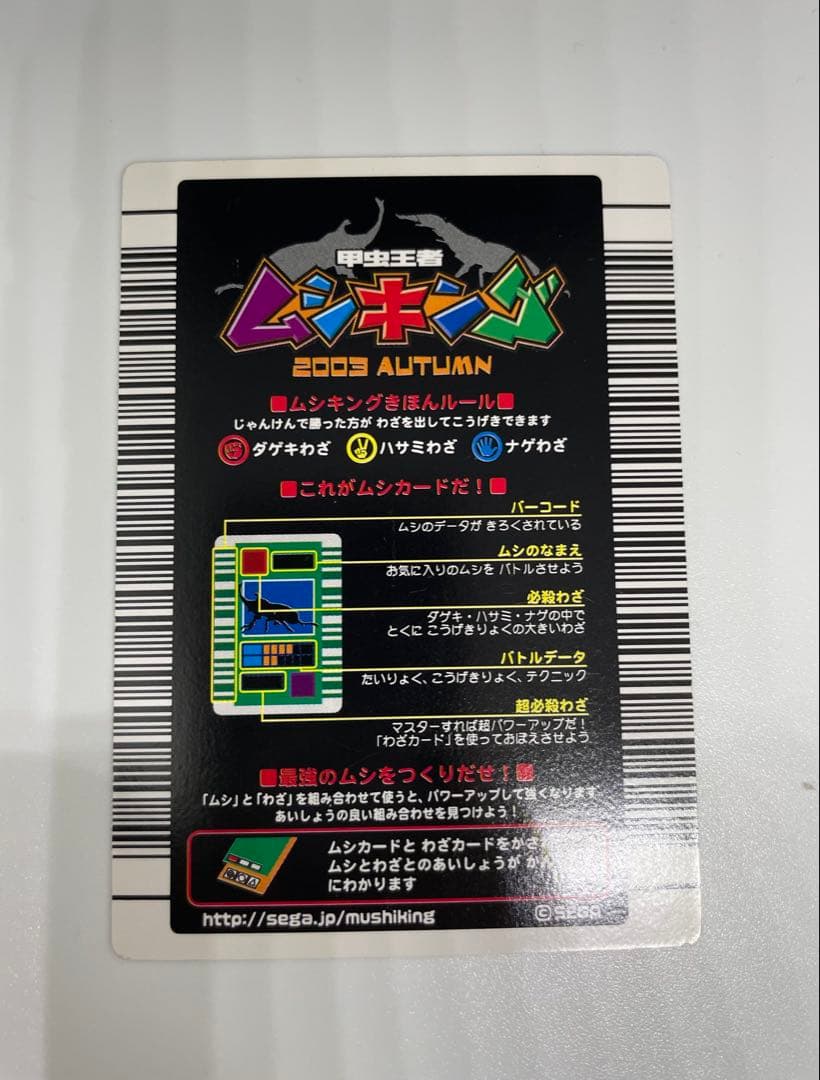 甲虫王者
ムシキング
2003 AUTUMN
■ムシキングきほんルール■
じゃんけんで勝った方が わざを出してこうげきできます
ダゲキわざ ハサミわざ ナゲわざ
■これがムシカードだ!■
バーコード
ムシのデータが きろくされている
ムシのなまえ
お気に入りのムシを バトルさせよう
必殺わざ
ダゲキ・ハサミ・ナゲの中で
とくに こうげきりょくの大きいわざ
バトルデータ
たいりょく、こうげきりょく、テクニック
超必殺わざ
マスターすれば超パワーアップだ!
「わざカード」を使っておぼえさせよう
■最強のムシをつくりだせ!
「ムシ」と「わざ」を組み合わせて使うと、パワーアップして強くなります
あいしょうの良い組み合わせを見つけよう!
ムシカードと わざカードをかさ
ムシとわざとのあいしょうが か
にわかります
http://sega.jp/mushiking
©SEGA